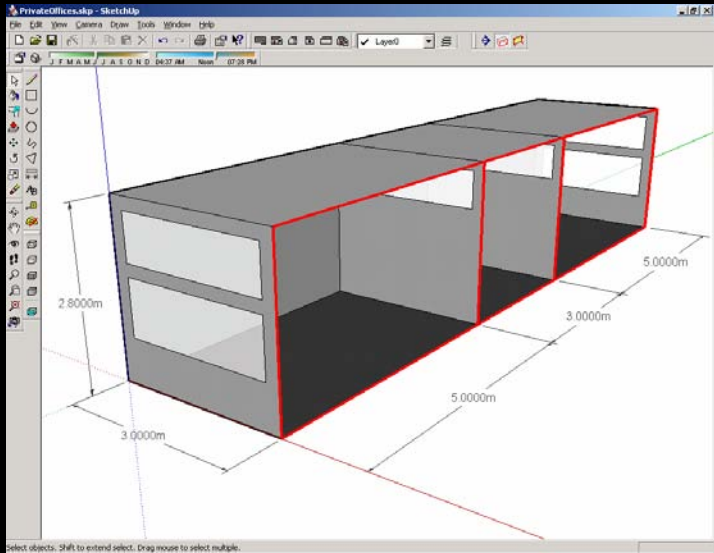 PrivateOffices.skp - SketchUp
File Edit View Camera Draw Tools Window Help
Layer0
J F M A M J J A S O N D 04:37 AM Noon 07:28 PM
2.8000m
3.0000m
5.0000m
3.0000m
5.0000m
Select objects. Shift to extend select. Drag mouse to select multiple.